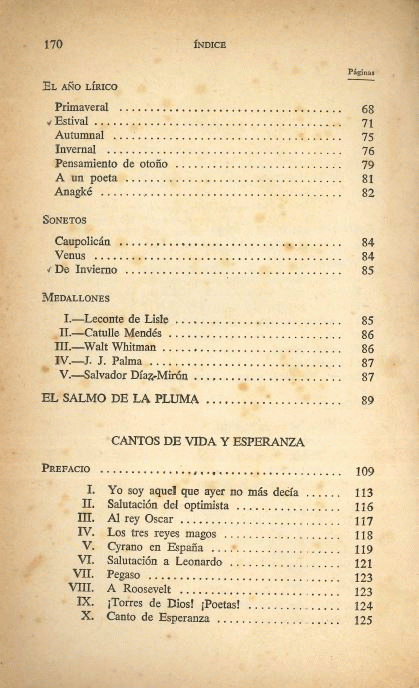 170 ÍNDICE
Páginas
EL AÑO LÍRICO
Primaveral ........................................ 68
Estival ........................................ 71
Autumnal ........................................ 75
Invernal ........................................ 76
Pensamiento de otoño ........................................ 79
A un poeta ........................................ 81
Anagké ........................................ 82
SONETOS
Caupolicán ........................................ 84
Venus ........................................ 84
De Invierno ........................................ 85
MEDALLONES
I.—Leconte de Lisle ........................................ 85
II.—Catulle Mendés ........................................ 86
III.—Walt Whitman ........................................ 86
IV.—J. J. Palma ........................................ 87
V.—Salvador Díaz-Mirón ........................................ 87
EL SALMO DE LA PLUMA ........................................ 89
CANTOS DE VIDA Y ESPERANZA
PREFACIO ........................................ 109
I. Yo soy aquel que ayer no más decía ...... 113
II. Salutación del optimista .................... 116
III. Al rey Oscar .................... 117
IV. Los tres reyes magos .................... 118
V. Cyrano en España .................... 119
VI. Salutación a Leonardo .................... 121
VII. Pegaso .................... 123
VIII. A Roosevelt .................... 123
IX. ¡Torres de Dios! ¡Poetas! .................... 124
X. Canto de Esperanza .................... 125